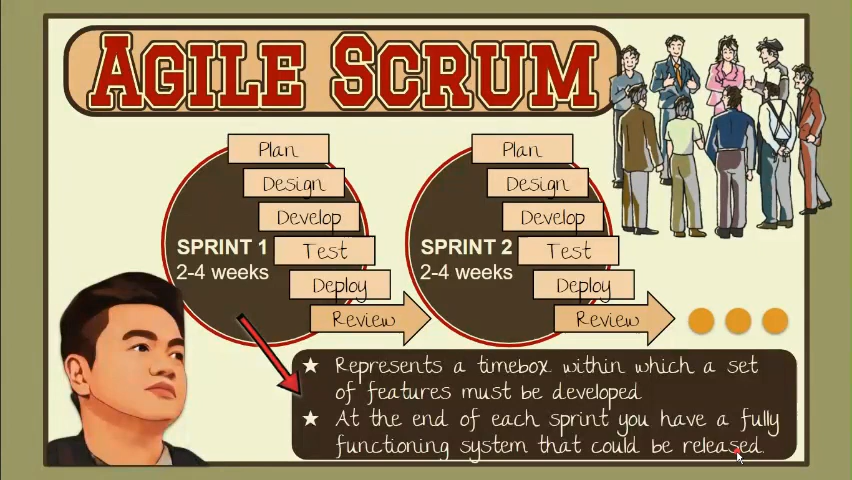 AGILE SCRUM
Plan
Design
Develop
Test
Deploy
Review
SPRINT 1
2-4 weeks
Plan
Design
Develop
Test
Deploy
Review
SPRINT 2
2-4 weeks
★ Represents a timebox within which a set
of features must be developed
★ At the end of each sprint you have a fully
functioning system that could be released.